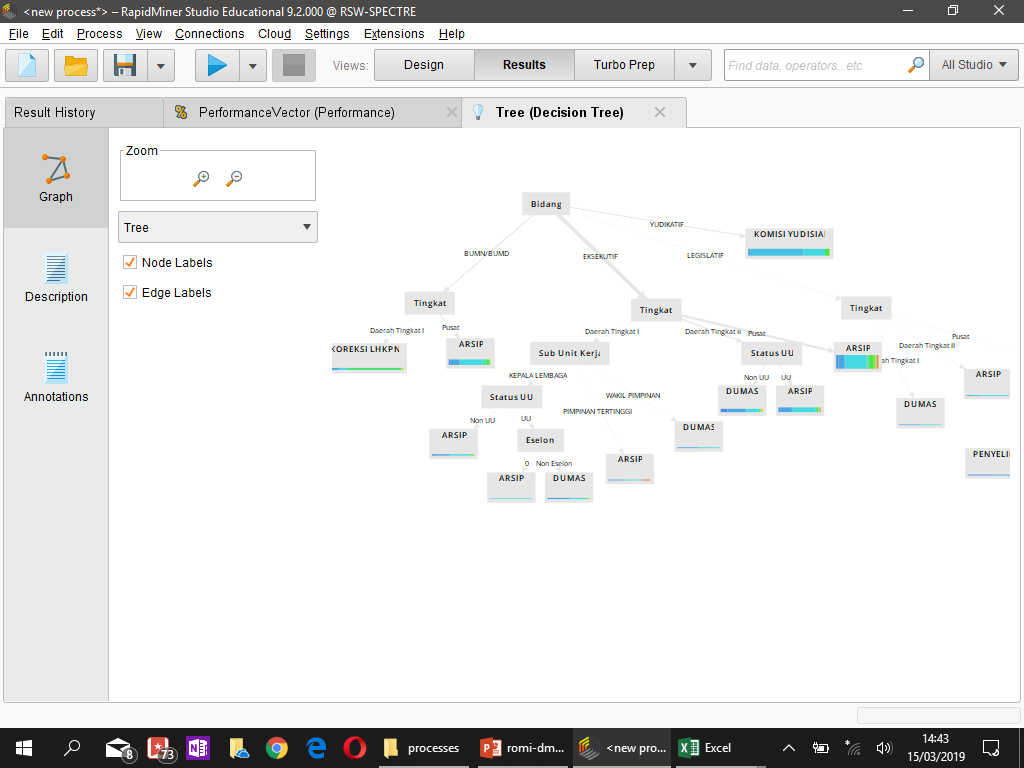 <new process*> – RapidMiner Studio Educational 9.2.000 @ RSW-SPECTRE
File Edit Process View Connections Cloud Settings Extensions Help
Views: Design Results Turbo Prep Find data, operators...etc All Studio
Result History PerformanceVector (Performance) Tree (Decision Tree)
Graph
Description
Annotations
Zoom
Tree
Node Labels
Edge Labels
Bidang
YUDIKATIF
KOMISI YUDISIAI
BUMN/BUMD EKSEKUTIF LEGISLATIF
Tingkat Tingkat Tingkat
Daerah Tingkat I Pusat Daerah Tingkat I Daerah Tingkat II Pusat Pusat
KOREKSI LHKPN ARSIP Sub Unit Kerja Status UU ARSIP Daerah Tingkat II
ah Tingkat I
KEPALA LEMBAGA Non UU UU ARSIP
Status UU WAKIL PIMPINAN DUMAS ARSIP DUMAS
PIMPINAN TERTINGGI
Non UU UU
ARSIP Eselon DUMAS
0 Non Eselon ARSIP PENYELI
ARSIP DUMAS
8 73 processes romi-dm... <new pro... Excel
14:43
15/03/2019